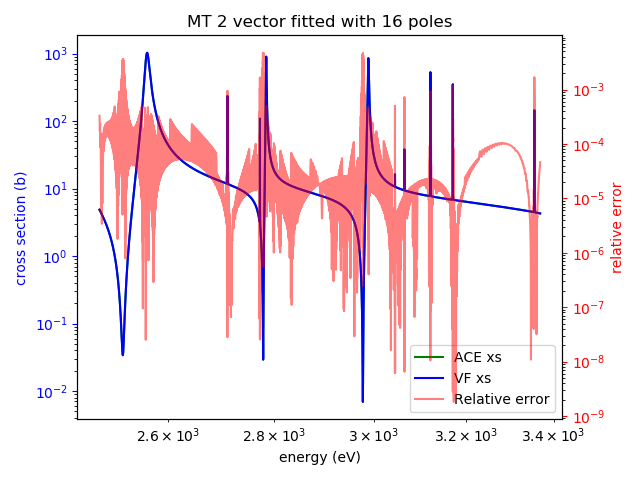 MT 2 vector fitted with 16 poles
cross section (b)
10³
10²
10¹
10⁰
10⁻¹
10⁻²
10⁻³
10⁻⁴
10⁻⁵
10⁻⁶
10⁻⁷
10⁻⁸
10⁻⁹
relative error
ACE xs
VF xs
Relative error
2.6 × 10³ 2.8 × 10³ 3 × 10³ 3.2 × 10³ 3.4 × 10³
energy (eV)